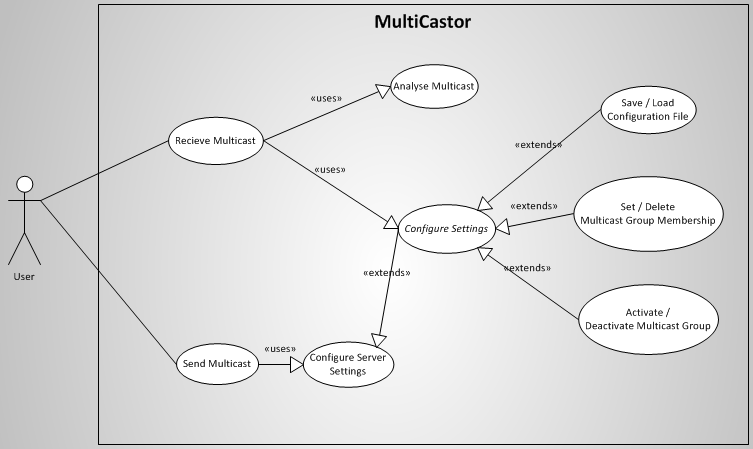 MultiCastor
Analyse Multicast
«uses»
Save / Load
Configuration File
Recieve Multicast
«extends»
«uses»
«extends»
Set / Delete
Multicast Group Membership
Configure Settings
User
«extends»
«extends»
Activate /
Deactivate Multicast Group
«uses»
Send Multicast
Configure Server
Settings